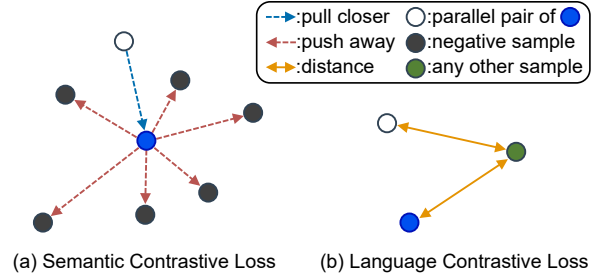 :pull closer :parallel pair of
:push away :negative sample
:distance :any other sample
(a) Semantic Contrastive Loss (b) Language Contrastive Loss